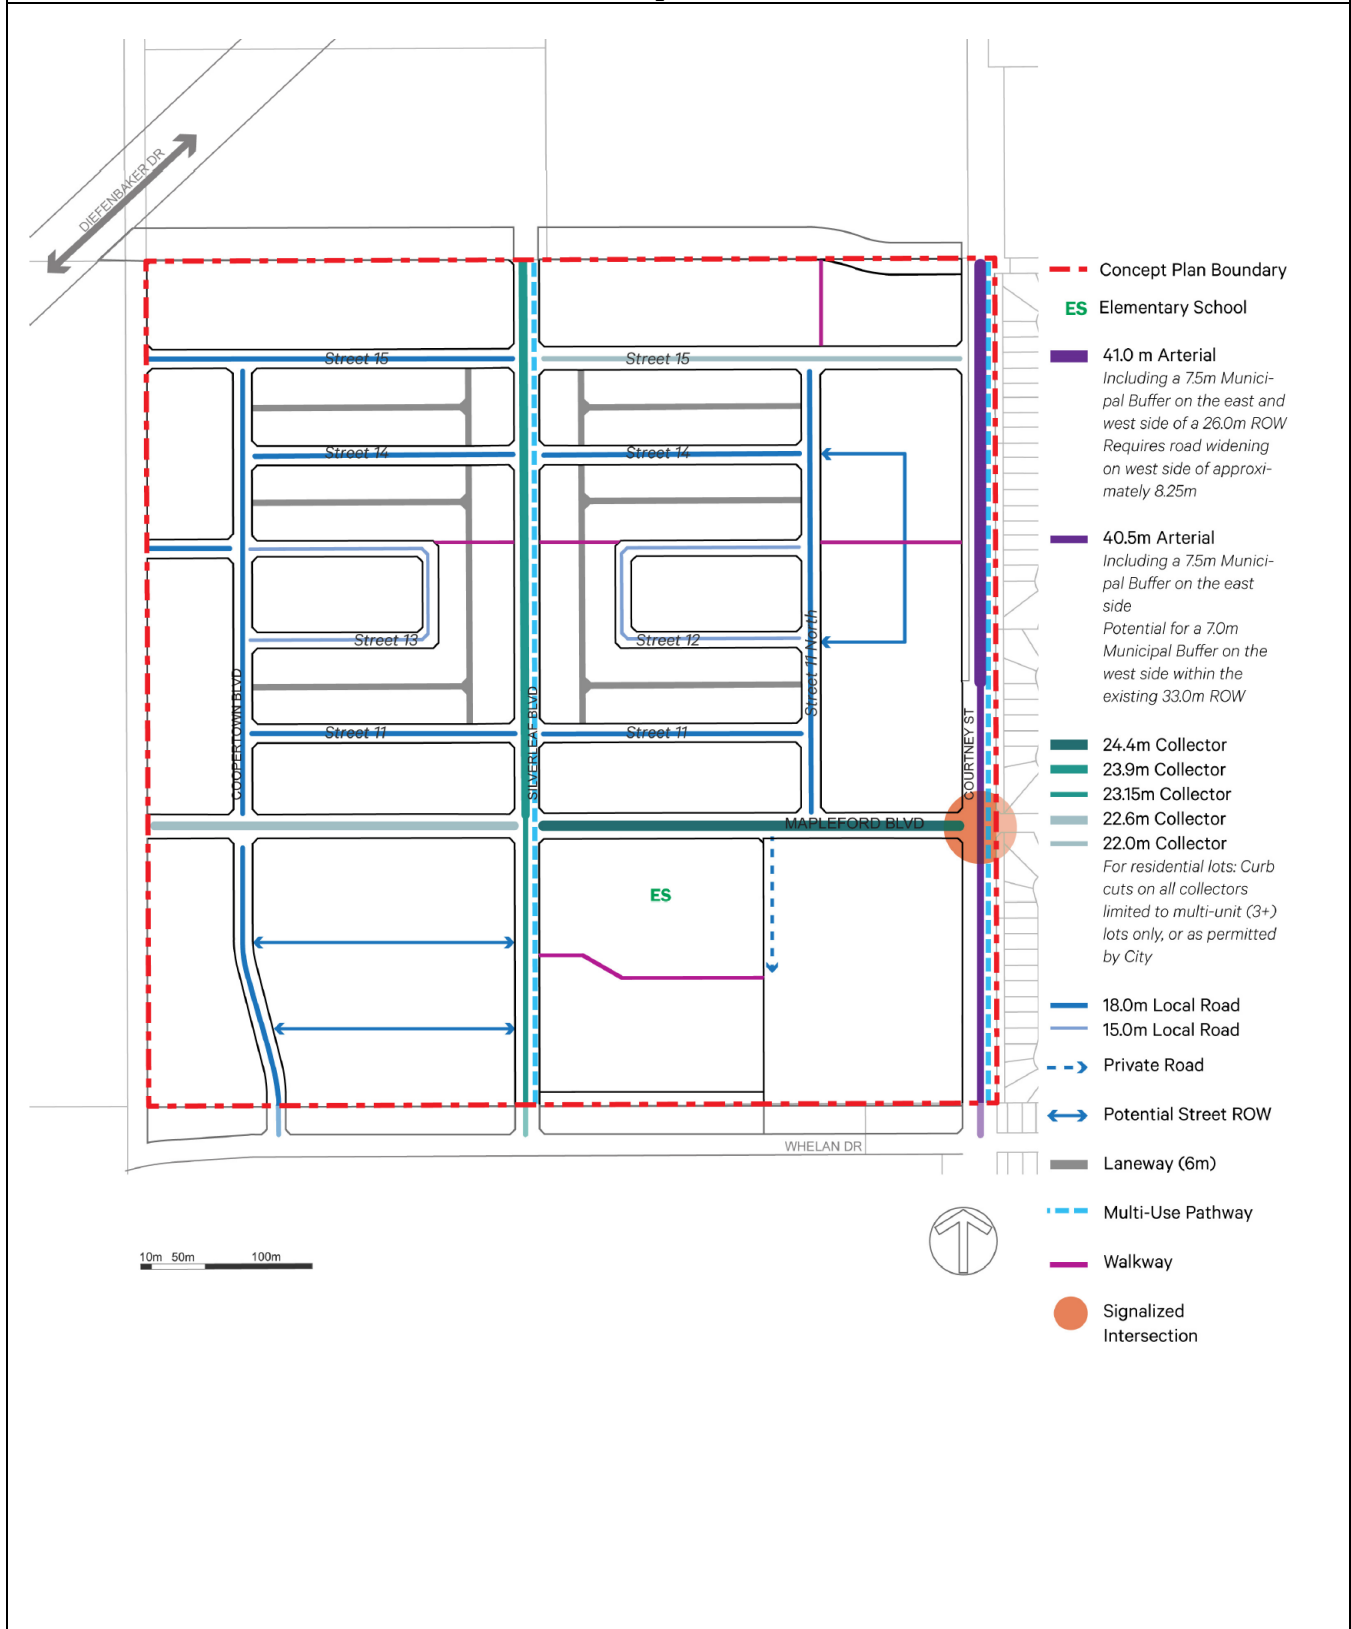 DIEFENBAKER DR
Street 15
Street 15
Street 14
Street 14
Street 13
Street 12
Street 11 North
Street 11
Street 11
COOPERTOWN BLVD
SILVERLEAF BLVD
COURTNEY ST
MAPLEFORD BLVD
ES
WHELAN DR
10m 50m 100m
Concept Plan Boundary
ES Elementary School
41.0 m Arterial
Including a 7.5m Munici-
pal Buffer on the east and
west side of a 26.0m ROW
Requires road widening
on west side of approxi-
mately 8.25m
40.5m Arterial
Including a 7.5m Munici-
pal Buffer on the east
side
Potential for a 7.0m
Municipal Buffer on the
west side within the
existing 33.0m ROW
24.4m Collector
23.9m Collector
23.15m Collector
22.6m Collector
22.0m Collector
For residential lots: Curb
cuts on all collectors
limited to multi-unit (3+)
lots only, or as permitted
by City
18.0m Local Road
15.0m Local Road
Private Road
Potential Street ROW
Laneway (6m)
Multi-Use Pathway
Walkway
Signalized
Intersection